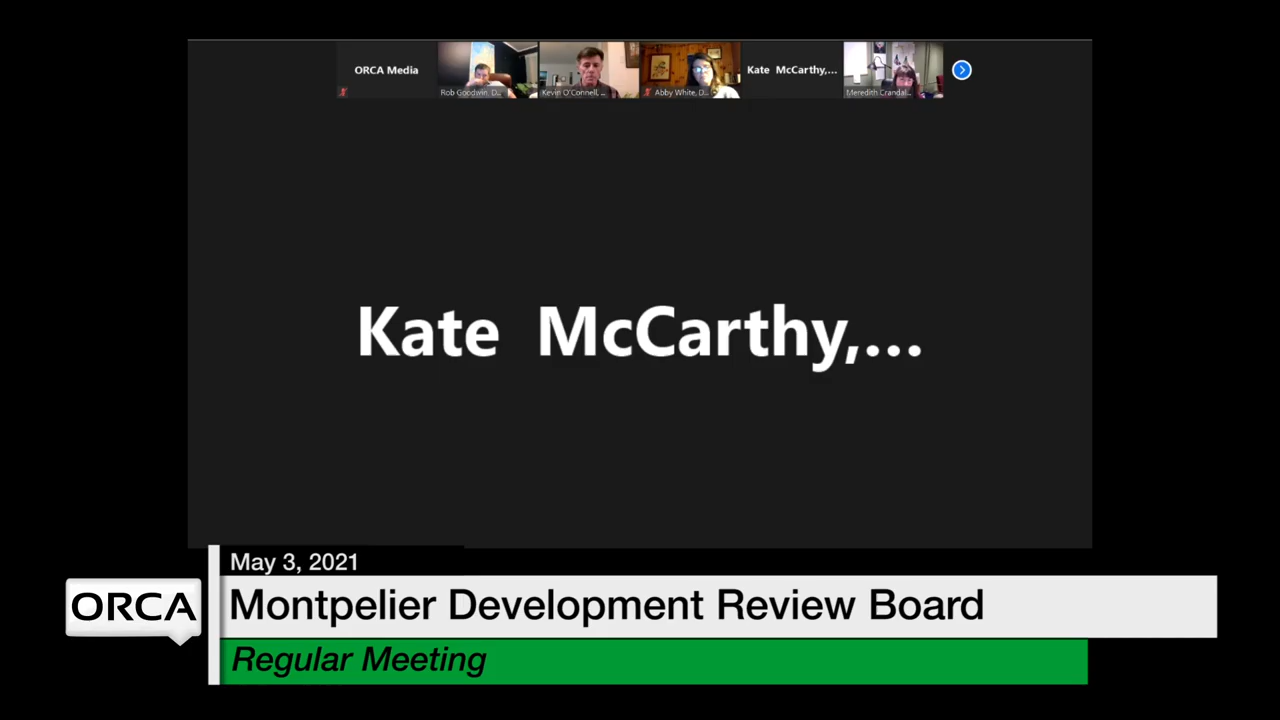 ORCA Media
Rob Goodwin, D...
Kevin O'Connell, ...
Abby White, D...
Kate McCarthy,...
Meredith Crandal...
Kate McCarthy,...
May 3, 2021
ORCA
Montpelier Development Review Board
Regular Meeting